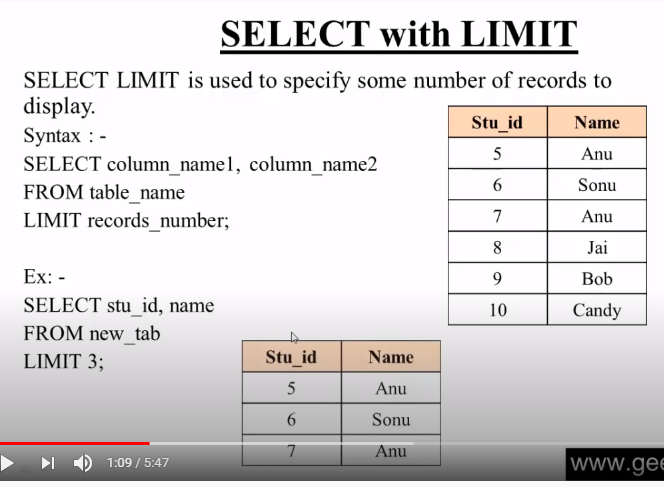 SELECT with LIMIT
SELECT LIMIT is used to specify some number of records to
display.
Syntax : -
SELECT column_name1, column_name2
FROM table_name
LIMIT records_number;
Stu_id Name
5 Anu
6 Sonu
7 Anu
8 Jai
9 Bob
10 Candy
Ex: -
SELECT stu_id, name
FROM new_tab
LIMIT 3;
Stu_id Name
5 Anu
6 Sonu
7 Anu
1:09 / 5:47
www.gee